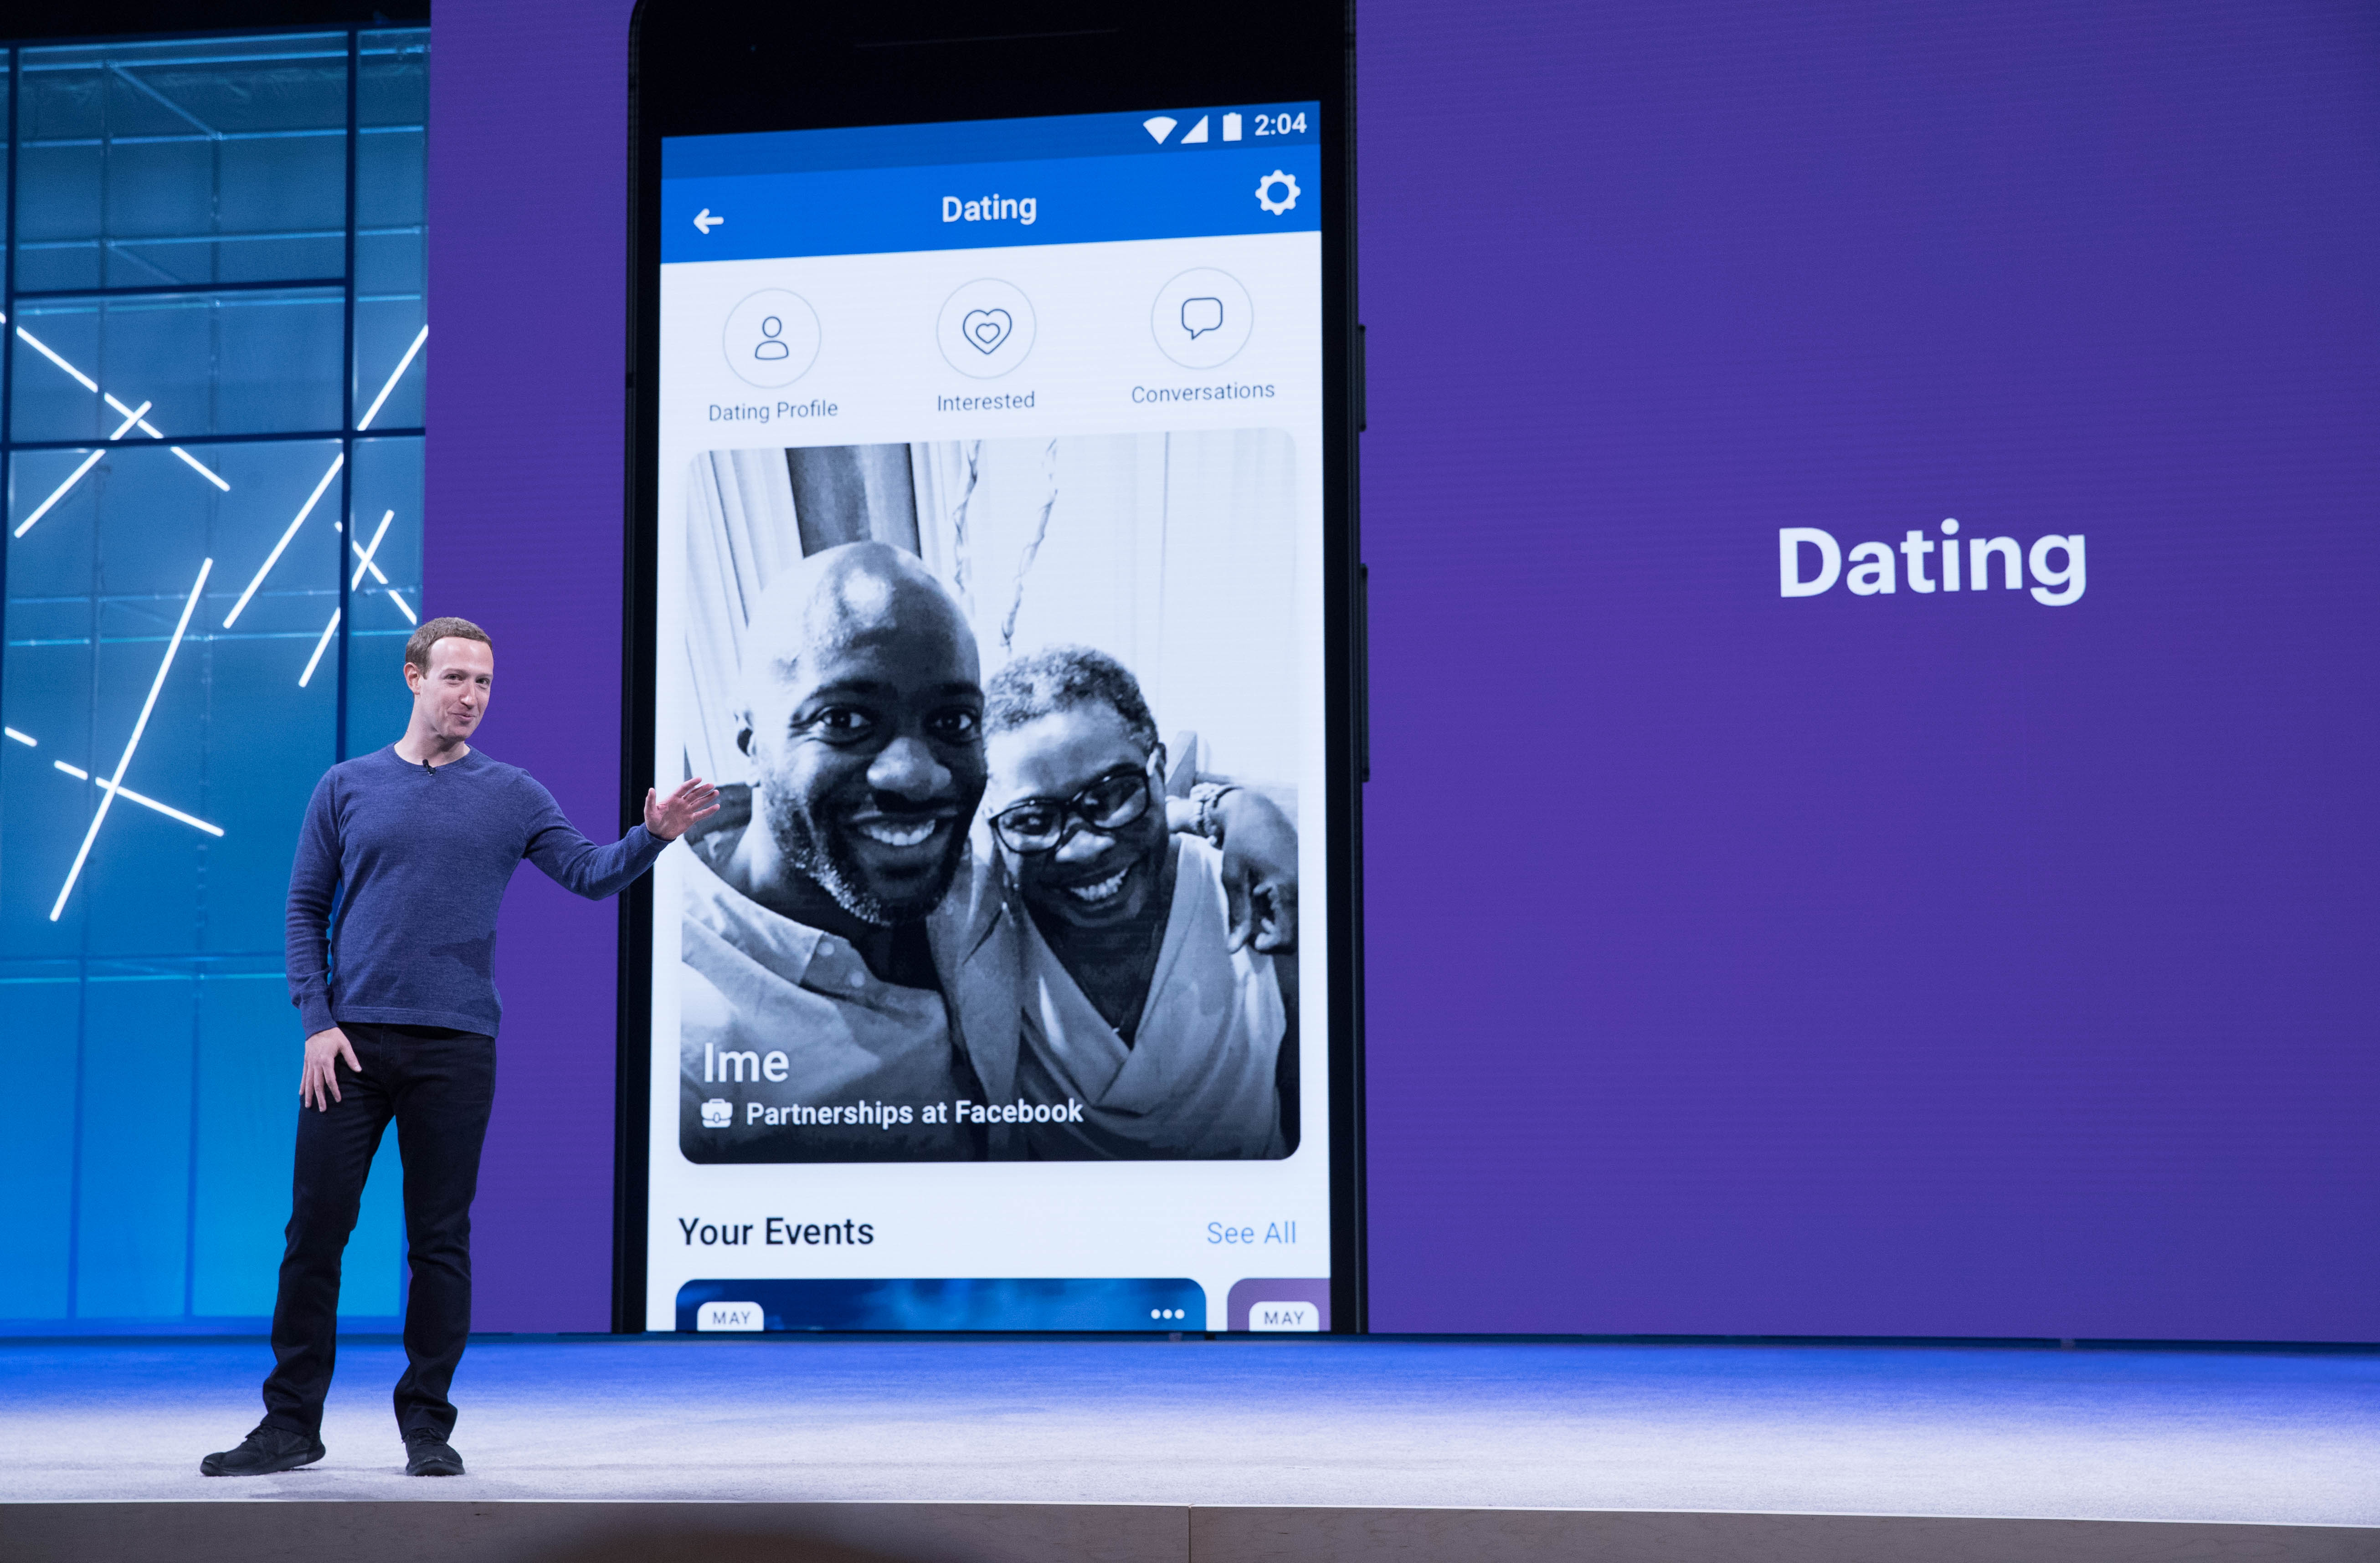 2:04
Dating
Dating Profile
Interested
Conversations
Dating
Ime
Partnerships at Facebook
Your Events
See All
MAY
MAY